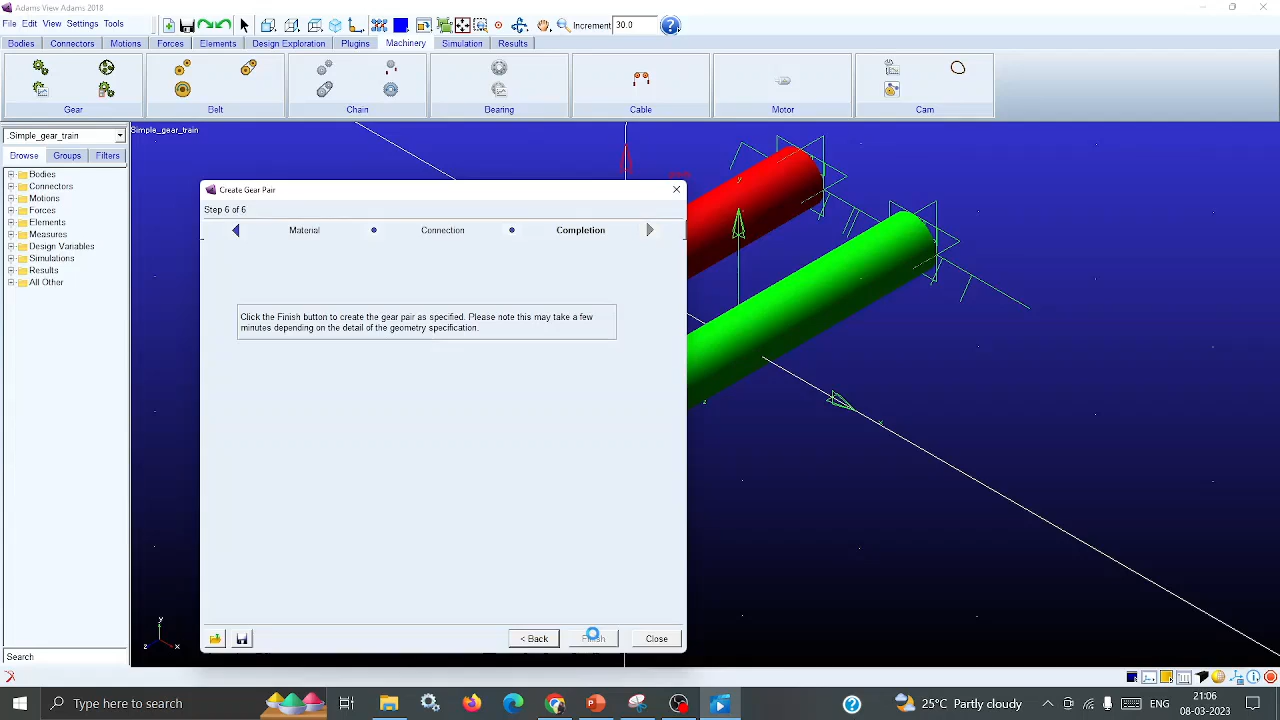 Adams View Adams 2018
File Edit View Settings Tools
Increment 30.0
Bodies Connectors Motions Forces Elements Design Exploration Plugins Machinery Simulation Results
Gear Belt Chain Bearing Cable Motor Cam
.Simple_gear_train
Simple_gear_train
Browse Groups Filters
Bodies
Connectors
Motions
Forces
Elements
Measures
Design Variables
Simulations
Results
All Other
Create Gear Pair
Step 6 of 6
Material Connection Completion
Click the Finish button to create the gear pair as specified. Please note this may take a few
minutes depending on the detail of the geometry specification.
< Back Finish Close
y
z
x
y
z x
Search
Type here to search
25°C Partly cloudy
ENG
21:06
08-03-2023